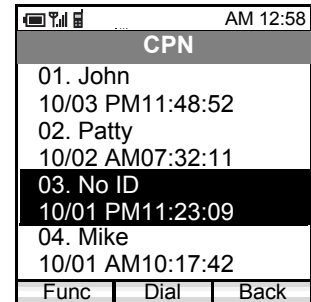 AM 12:58
CPN
01. John
10/03 PM11:48:52
02. Patty
10/02 AM07:32:11
03. No ID
10/01 PM11:23:09
04. Mike
10/01 AM10:17:42
Func Dial Back